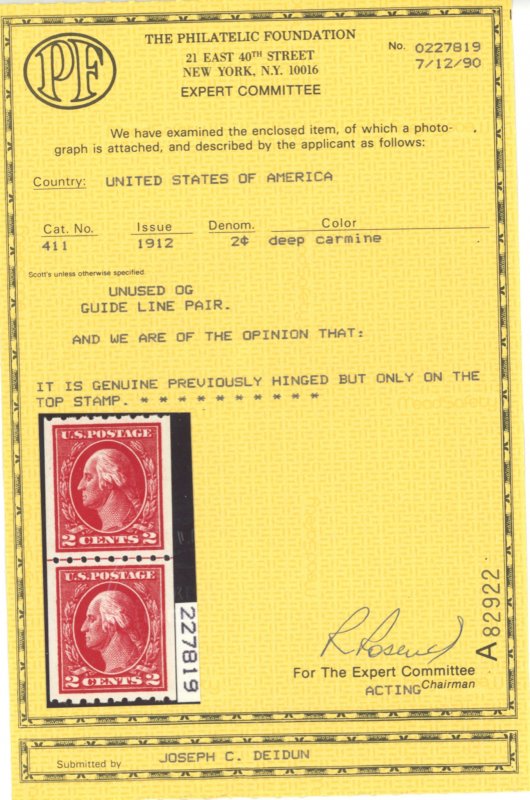 PF
THE PHILATELIC FOUNDATION
21 EAST 40TH STREET
NEW YORK, N.Y. 10016
EXPERT COMMITTEE
No. 0227819
7/12/90
We have examined the enclosed item, of which a photo-
graph is attached, and described by the applicant as follows:
Country: UNITED STATES OF AMERICA
Cat. No. Issue Denom. Color
411 1912 2¢ deep carmine
Scott's unless otherwise specified
UNUSED OG
GUIDE LINE PAIR.
AND WE ARE OF THE OPINION THAT:
IT IS GENUINE PREVIOUSLY HINGED BUT ONLY ON THE
TOP STAMP. * * * * * * * * * *
U.S. POSTAGE
2 CENTS 2
U.S. POSTAGE
2 CENTS 2
227819
A 82922
For The Expert Committee
ACTING Chairman
Submitted by JOSEPH C. DEIDUN